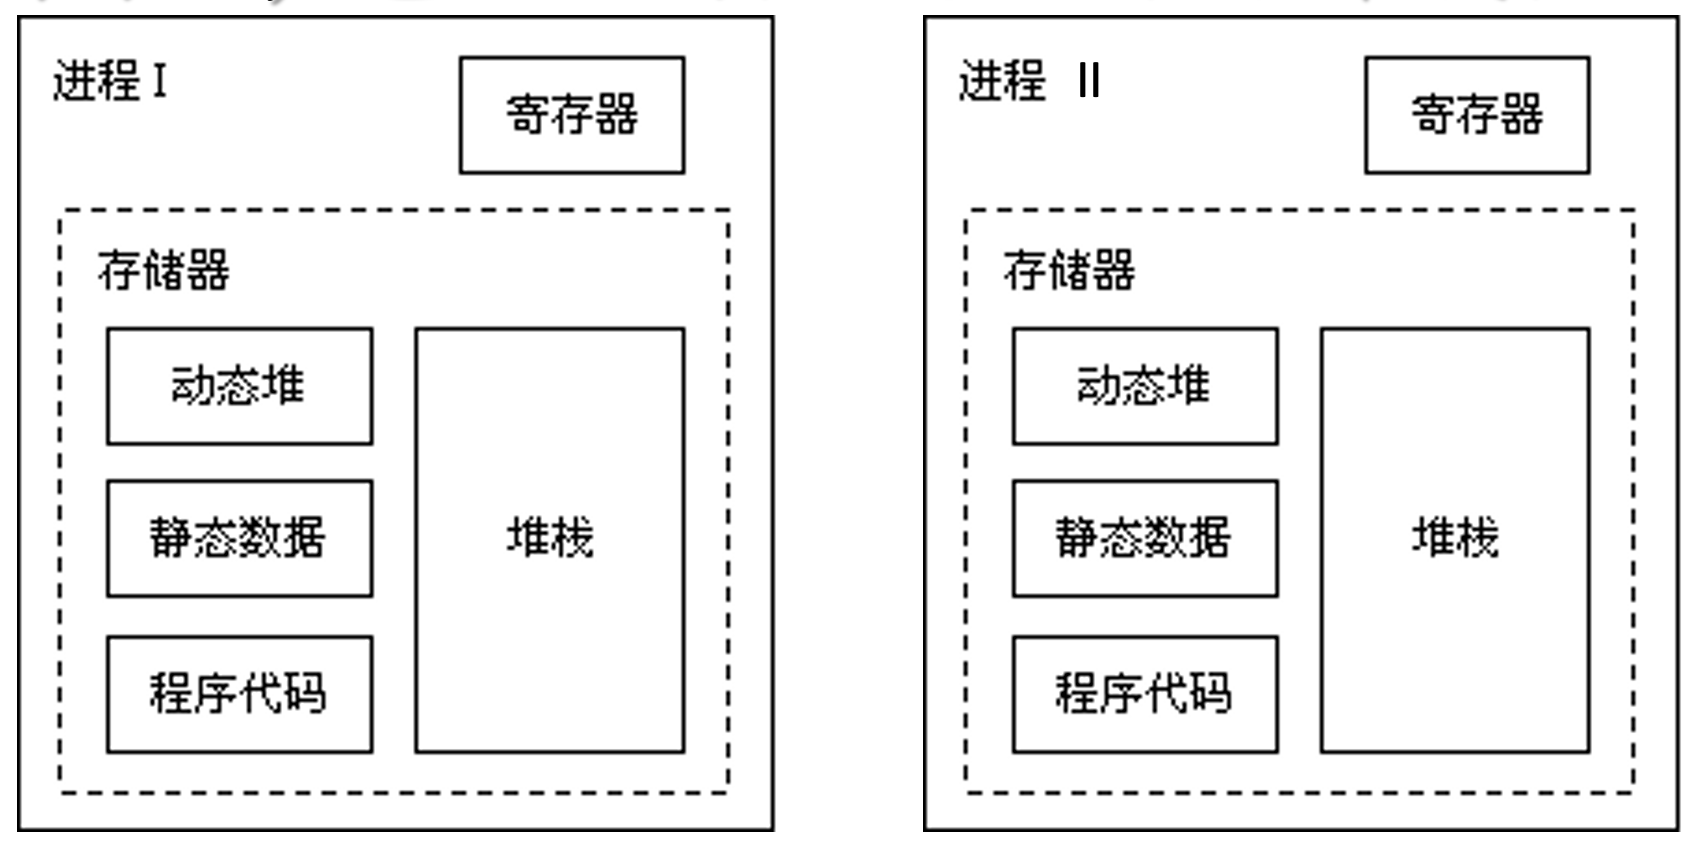 进程 I
寄存器
存储器
动态堆
静态数据
堆栈
程序代码
进程 II
寄存器
存储器
动态堆
静态数据
堆栈
程序代码